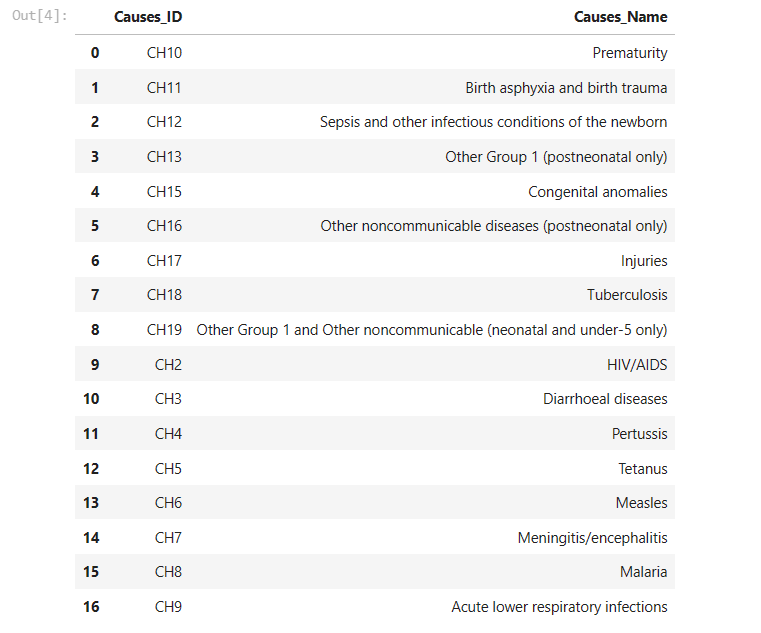 Out[4]: Causes_ID Causes_Name
0 CH10 Prematurity
1 CH11 Birth asphyxia and birth trauma
2 CH12 Sepsis and other infectious conditions of the newborn
3 CH13 Other Group 1 (postneonatal only)
4 CH15 Congenital anomalies
5 CH16 Other noncommunicable diseases (postneonatal only)
6 CH17 Injuries
7 CH18 Tuberculosis
8 CH19 Other Group 1 and Other noncommunicable (neonatal and under-5 only)
9 CH2 HIV/AIDS
10 CH3 Diarrhoeal diseases
11 CH4 Pertussis
12 CH5 Tetanus
13 CH6 Measles
14 CH7 Meningitis/encephalitis
15 CH8 Malaria
16 CH9 Acute lower respiratory infections